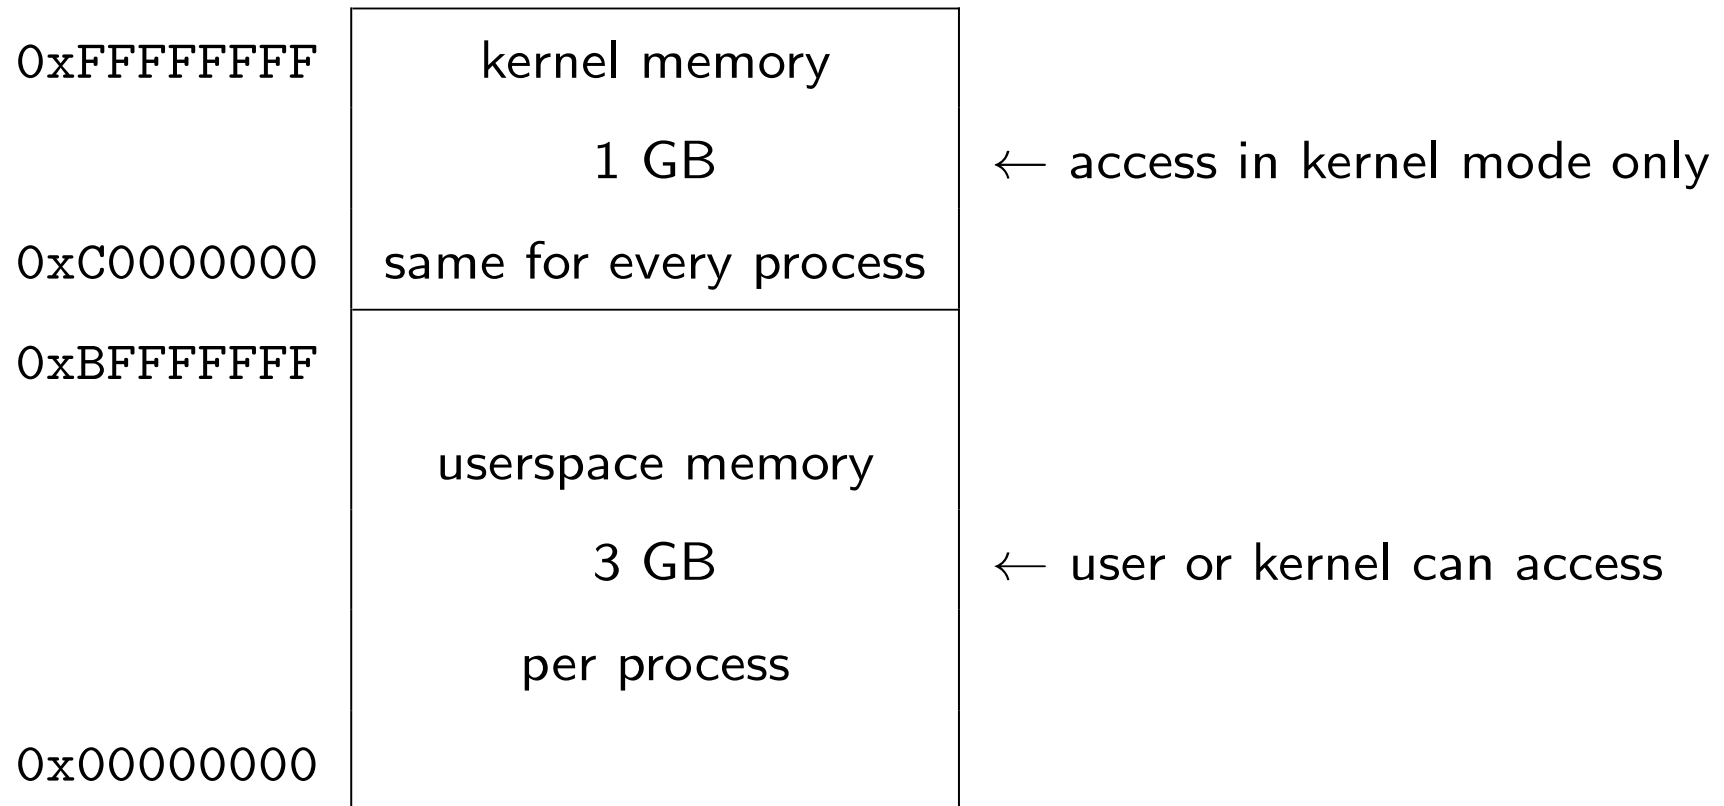 0xFFFFFFFF kernel memory
1 GB ← access in kernel mode only
0xC0000000 same for every process
0xBFFFFFFF
userspace memory
3 GB ← user or kernel can access
per process
0x00000000